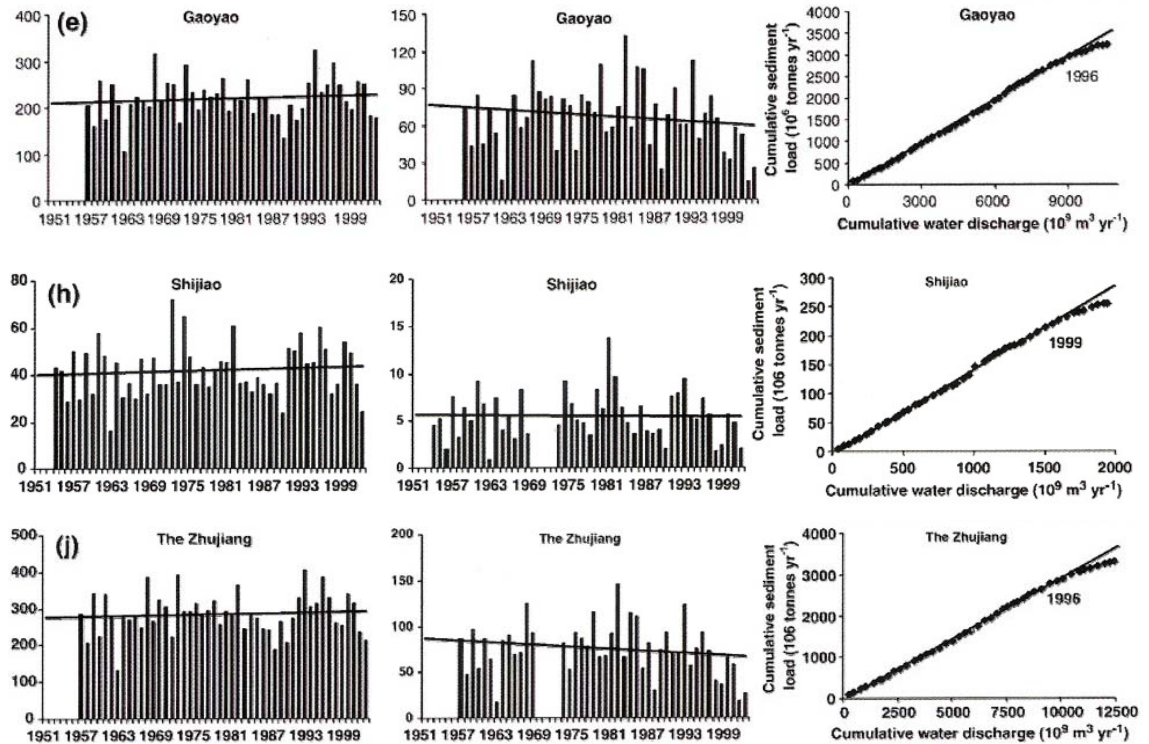 (e)
Gaoyao
400
300
200
100
0
1951 1957 1963 1969 1975 1981 1987 1993 1999
Gaoyao
150
120
90
60
30
0
1951 1957 1963 1969 1975 1981 1987 1993 1999
Gaoyao
Cumulative sediment
load (10⁶ tonnes yr⁻¹)
4000
3500
3000
2500
2000
1500
1000
500
0
1996
0 3000 6000 9000
Cumulative water discharge (10⁹ m³ yr⁻¹)
(h)
Shijiao
80
60
40
20
0
1951 1957 1963 1969 1975 1981 1987 1993 1999
Shijiao
20
15
10
5
0
1951 1957 1963 1969 1975 1981 1987 1993 1999
Shijiao
Cumulative sediment
load (106 tonnes yr⁻¹)
300
250
200
150
100
50
0
1999
0 500 1000 1500 2000
Cumulative water discharge (10⁹ m³ yr⁻¹)
(j)
The Zhujiang
500
400
300
200
100
0
1951 1957 1963 1969 1975 1981 1987 1993 1999
The Zhujiang
200
150
100
50
0
1951 1957 1963 1969 1975 1981 1987 1993 1999
The Zhujiang
Cumulative sediment
load (106 tonnes yr⁻¹)
4000
3000
2000
1000
0
1996
0 2500 5000 7500 10000 12500
Cumulative water discharge (10⁹ m³ yr⁻¹)